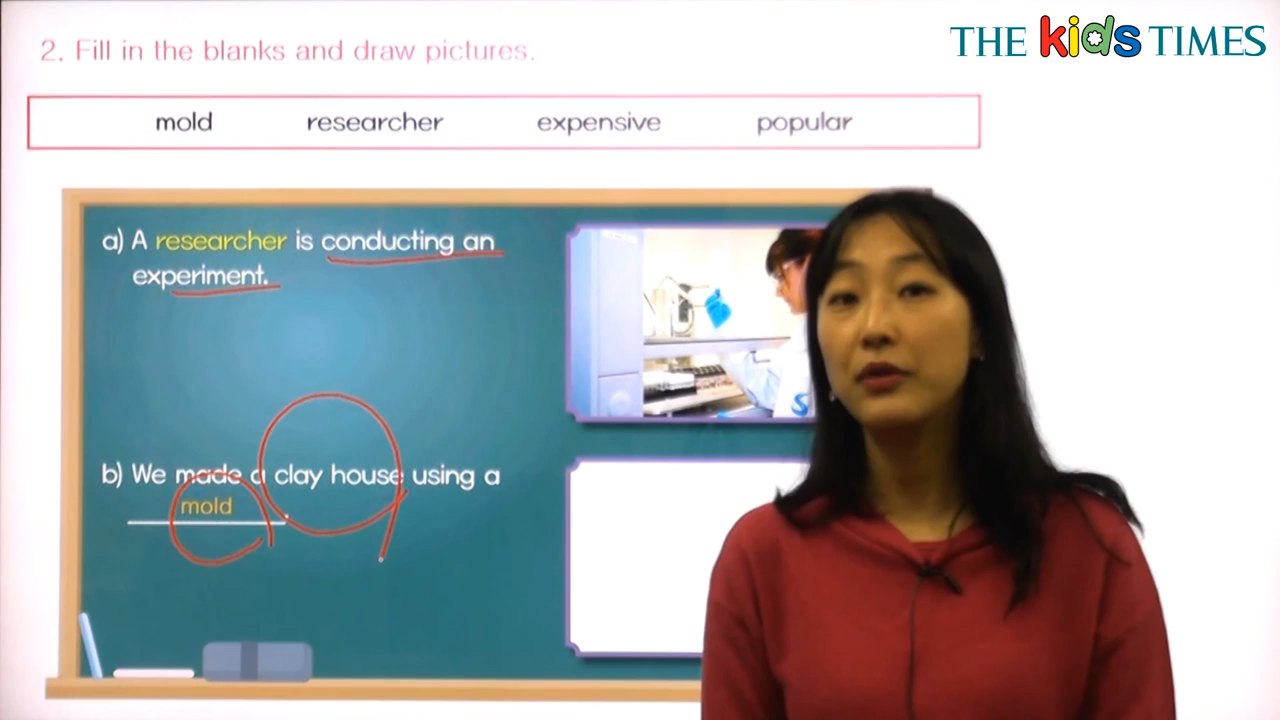 2. Fill in the blanks and draw pictures.
THE kids TIMES
mold researcher expensive popular
a) A researcher is conducting an
experiment.
b) We made a clay house using a
mold.